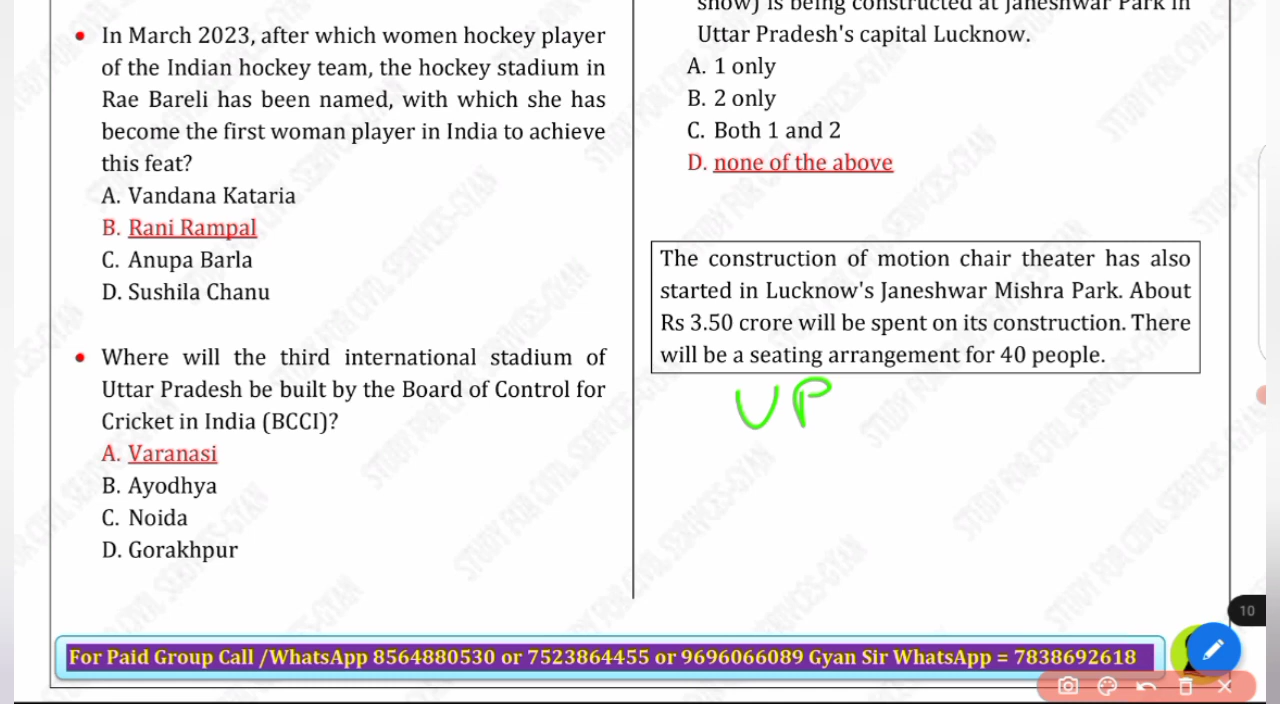 • In March 2023, after which women hockey player
of the Indian hockey team, the hockey stadium in
Rae Bareli has been named, with which she has
become the first woman player in India to achieve
this feat?
A. Vandana Kataria
B. Rani Rampal
C. Anupa Barla
D. Sushila Chanu
• Where will the third international stadium of
Uttar Pradesh be built by the Board of Control for
Cricket in India (BCCI)?
A. Varanasi
B. Ayodhya
C. Noida
D. Gorakhpur
show) is being constructed at Janeshwar Park in
Uttar Pradesh's capital Lucknow.
A. 1 only
B. 2 only
C. Both 1 and 2
D. none of the above
The construction of motion chair theater has also
started in Lucknow's Janeshwar Mishra Park. About
Rs 3.50 crore will be spent on its construction. There
will be a seating arrangement for 40 people.
UP
10
For Paid Group Call /WhatsApp 8564880530 or 7523864455 or 9696066089 Gyan Sir WhatsApp = 7838692618
STUDY FOR CIVIL SERVICES-GYAN